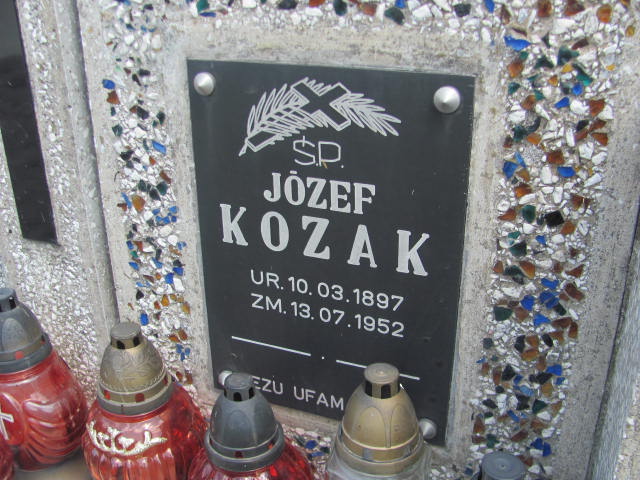 Ś.P.
JÓZEF
KOZAK
UR. 10.03.1897
ZM. 13.07.1952
UFAM